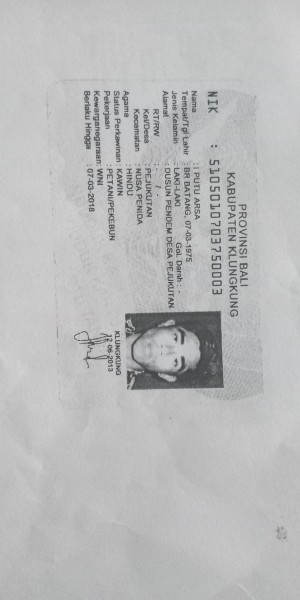 PROVINSI BALI
KABUPATEN KLUNGKUNG
NIK : 5105010703750003
Nama : I PUTU ARSA
Tempat/Tgl Lahir : BR BATANG, 07-03-1975
Jenis Kelamin : LAKI-LAKI Gol. Darah : -
Alamat : DUSUN PENDEM DESA PEJUKUTAN
RT/RW : - / -
Kel/Desa : PEJUKUTAN
Kecamatan : NUSA PENIDA
Agama : HINDU
Status Perkawinan : KAWIN
Pekerjaan : PETANI/PEKEBUN
Kewarganegaraan: WNI
Berlaku Hingga : 07-03-2018
KLUNGKUNG
12-06-2013